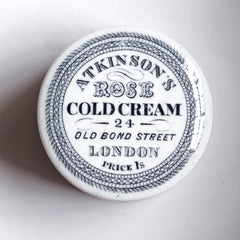 ATKINSON'S
ROSE
COLD CREAM
24
OLD BOND STREET
LONDON
PRICE 1s